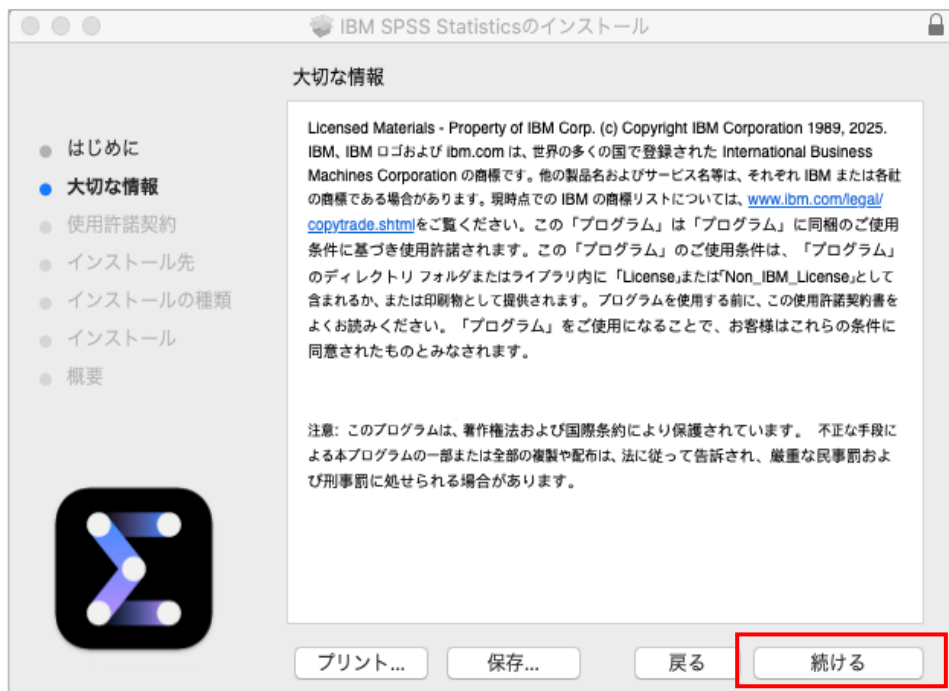 IBM SPSS Statisticsのインストール
大切な情報
はじめに
大切な情報
使用許諾契約
インストール先
インストールの種類
インストール
概要
Licensed Materials - Property of IBM Corp. (c) Copyright IBM Corporation 1989, 2025.
IBM、IBM ロゴおよび ibm.com は、世界の多くの国で登録された International Business
Machines Corporation の商標です。他の製品名およびサービス名等は、それぞれ IBM または各社
の商標である場合があります。現時点での IBM の商標リストについては、www.ibm.com/legal/
copytrade.shtmlをご覧ください。この「プログラム」は「プログラム」に同梱のご使用
条件に基づき使用許諾されます。この「プログラム」のご使用条件は、「プログラム」
のディレクトリ フォルダまたはライブラリ内に「License」または「Non_IBM_License」として
含まれるか、または印刷物として提供されます。プログラムを使用する前に、この使用許諾契約書を
よくお読みください。「プログラム」をご使用になることで、お客様はこれらの条件に
同意されたものとみなされます。
注意: このプログラムは、著作権法および国際条約により保護されています。 不正な手段に
よる本プログラムの一部または全部の複製や配布は、法に従って告訴され、厳重な民事罰およ
び刑事罰に処せられる場合があります。
プリント... 保存... 戻る 続ける